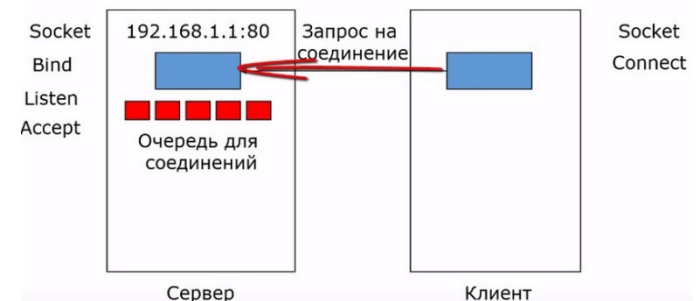 Socket
Bind
Listen
Accept
192.168.1.1:80
Очередь для
соединений
Сервер
Запрос на
соединение
Клиент
Socket
Connect